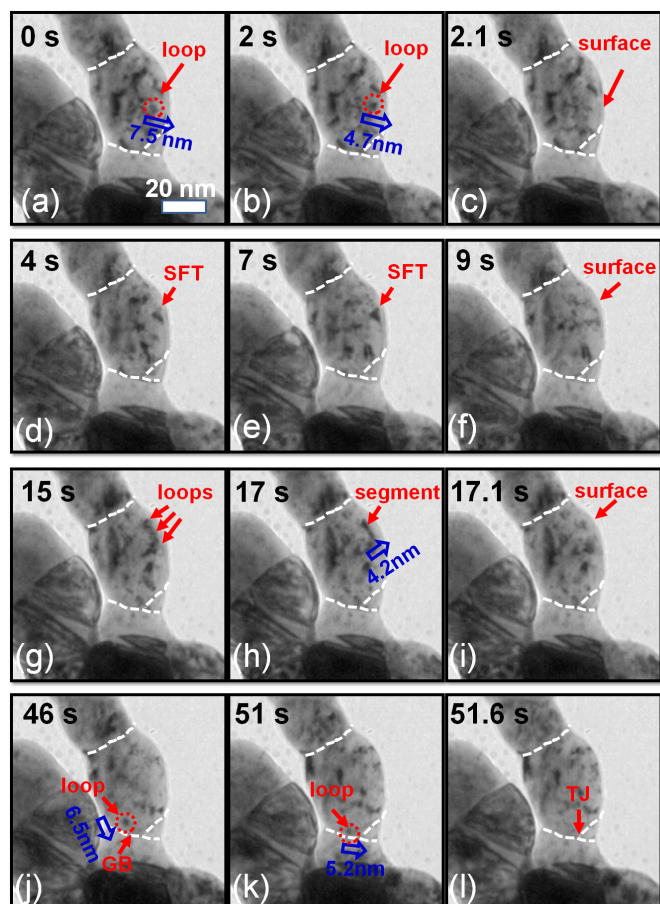 0 s
loop
7.5 nm
20 nm
(a)
2 s
loop
4.7nm
(b)
2.1 s
surface
(c)
4 s
SFT
(d)
7 s
SFT
(e)
9 s
surface
(f)
15 s
loops
(g)
17 s
segment
4.2nm
(h)
17.1 s
surface
(i)
46 s
loop
6.5nm
GB
(j)
51 s
loop
5.2nm
(k)
51.6 s
TJ
(l)